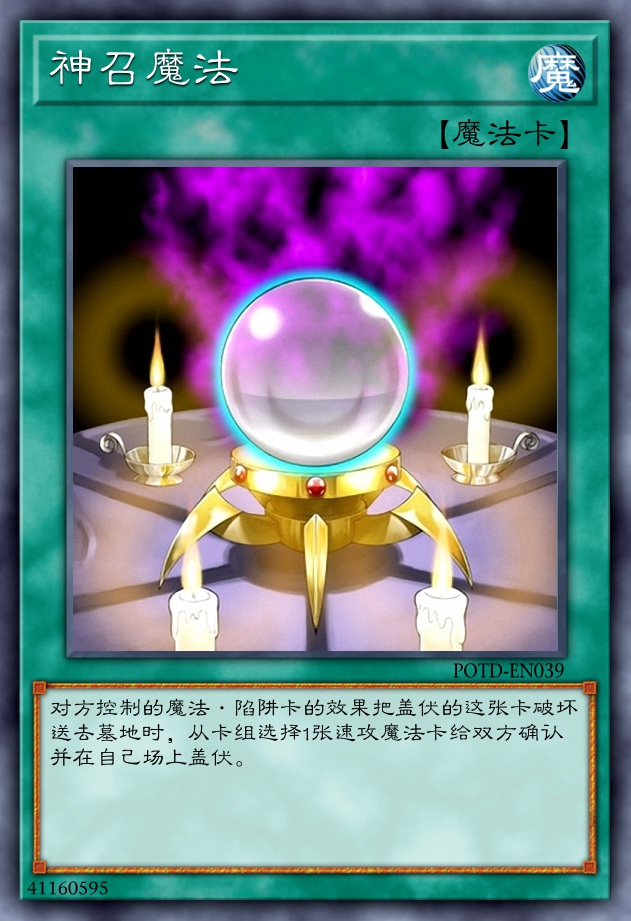 神召魔法
魔
【魔法卡】
POTD-EN039
对方控制的魔法·陷阱卡的效果把盖伏的这张卡破坏
送去墓地时，从卡组选择1张速攻魔法卡给双方确认
并在自己场上盖伏。
41160595